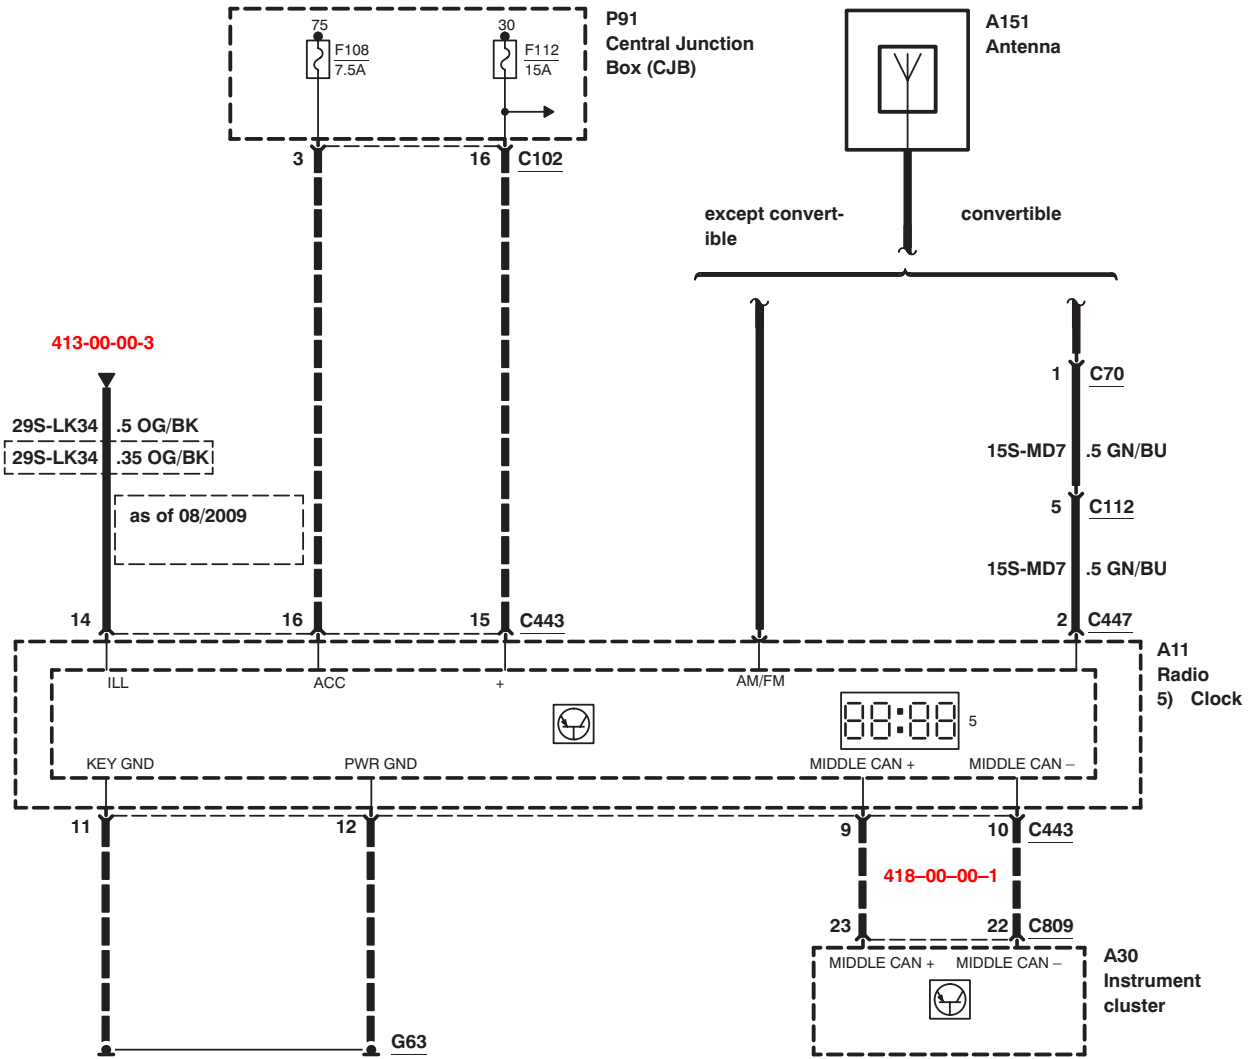 75
30
P91
Central Junction
Box (CJB)
F108
7.5A
F112
15A
A151
Antenna
3
16
C102
except convert-
ible
convertible
413-00-00-3
1
C70
29S-LK34
.5 OG/BK
29S-LK34
.35 OG/BK
15S-MD7
.5 GN/BU
as of 08/2009
5
C112
15S-MD7
.5 GN/BU
14
16
15
C443
2
C447
A11
Radio
5) Clock
ILL
ACC
+
AM/FM
88:88
5
KEY GND
PWR GND
MIDDLE CAN +
MIDDLE CAN –
11
12
9
10
C443
418–00–00–1
23
22
C809
A30
Instrument
cluster
MIDDLE CAN +
MIDDLE CAN –
G63